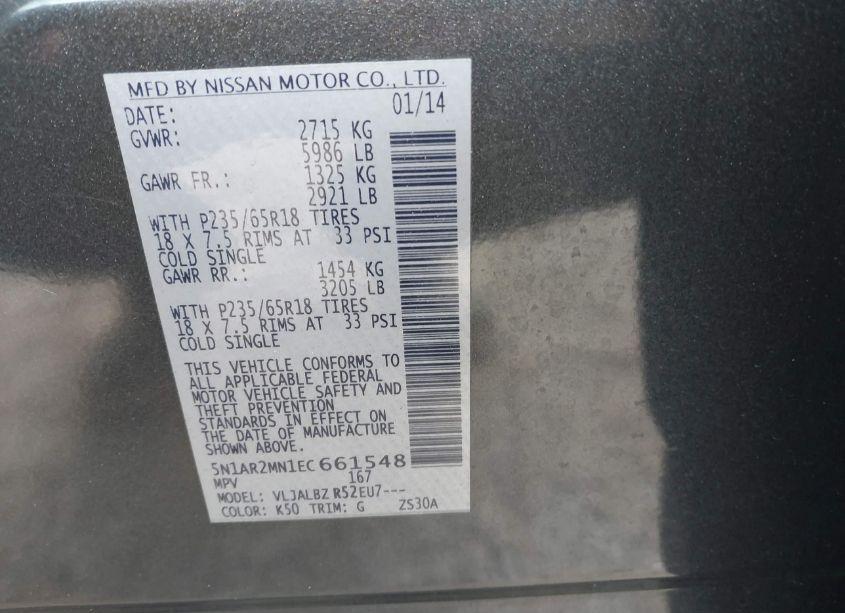 MFD BY NISSAN MOTOR CO., LTD.
DATE: 01/14
GVWR: 2715 KG
5986 LB
GAWR FR.: 1325 KG
2921 LB
WITH P235/65R18 TIRES
18 X 7.5 RIMS AT 33 PSI
COLD SINGLE
GAWR RR.: 1454 KG
3205 LB
WITH P235/65R18 TIRES
18 X 7.5 RIMS AT 33 PSI
COLD SINGLE
THIS VEHICLE CONFORMS TO
ALL APPLICABLE FEDERAL
MOTOR VEHICLE SAFETY AND
THEFT PREVENTION
STANDARDS IN EFFECT ON
THE DATE OF MANUFACTURE
SHOWN ABOVE.
5N1AR2MN1EC661548
MPV 167
MODEL: VLJALBZ R52EU7---
COLOR: K50 TRIM: G ZS30A